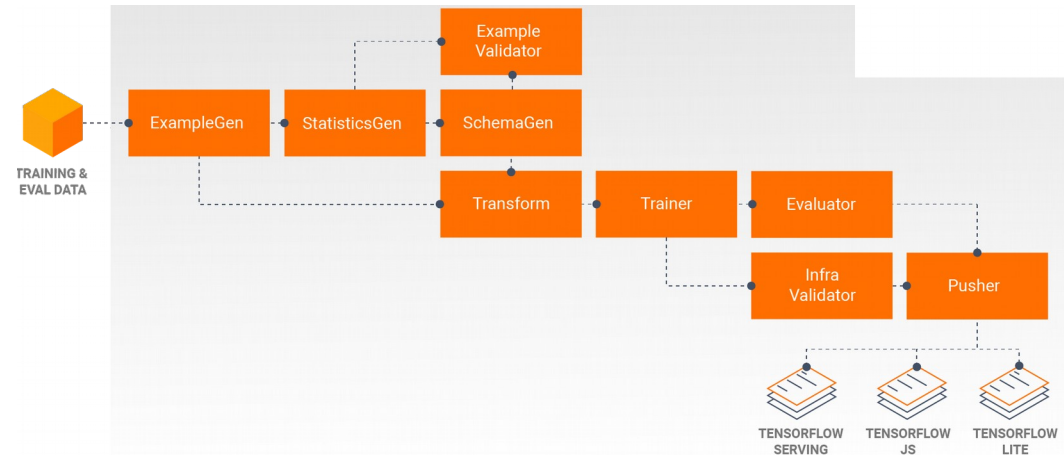 Example
Validator
ExampleGen
StatisticsGen
SchemaGen
TRAINING &
EVAL DATA
Transform
Trainer
Evaluator
Infra
Validator
Pusher
TENSORFLOW
SERVING
TENSORFLOW
JS
TENSORFLOW
LITE